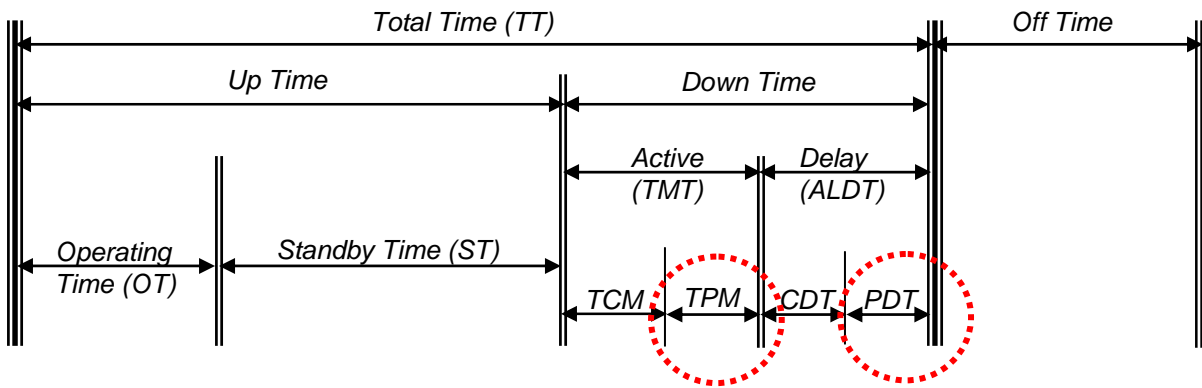 Total Time (TT)
Off Time
Up Time
Down Time
Active
(TMT)
Delay
(ALDT)
Operating
Time (OT)
Standby Time (ST)
TCM
TPM
CDT
PDT